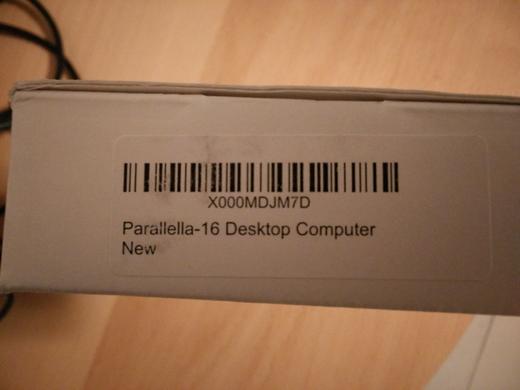 X000MDJM7D
Parallella-16 Desktop Computer
New